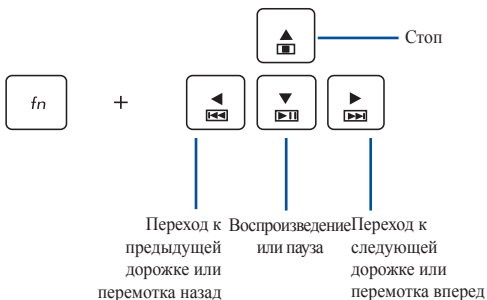 Стоп
fn
+
Переход к предыдущей дорожке или перемотка назад
Воспроизведение или пауза
Переход к следующей дорожке или перемотка вперед